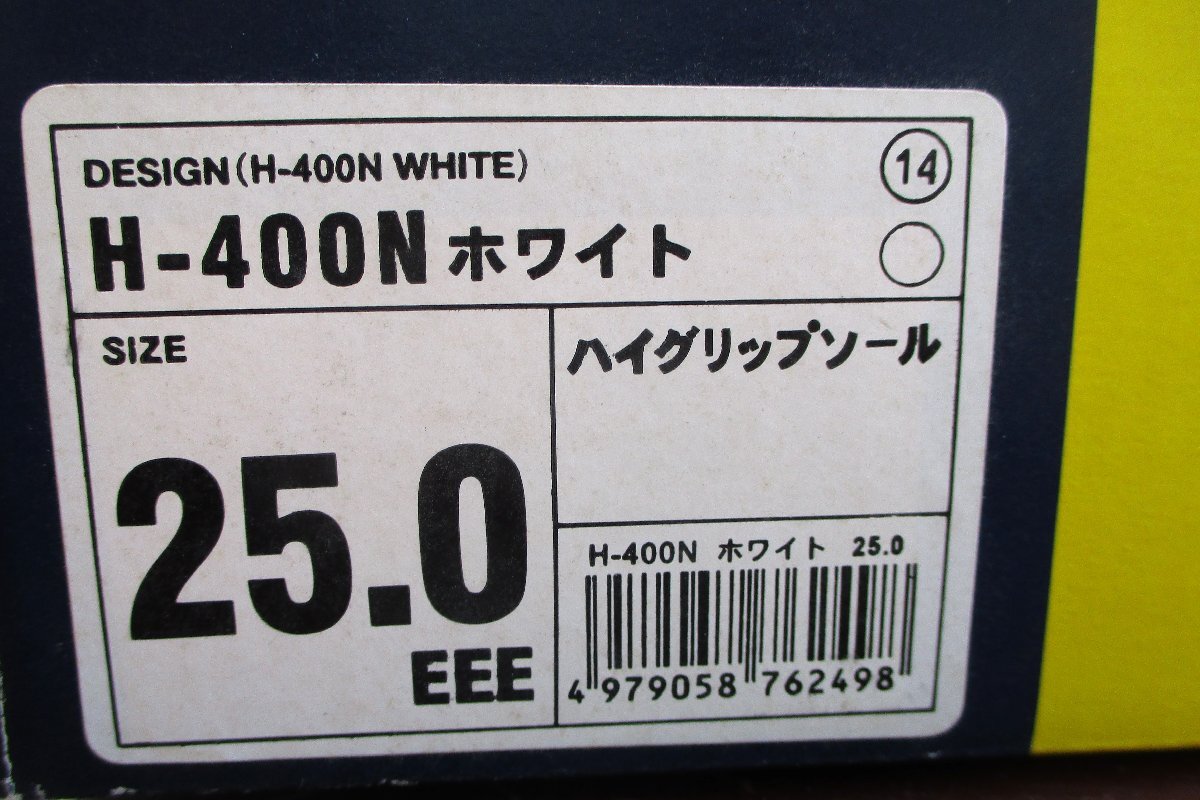 DESIGN(H-400N WHITE)
14
H-400N ホワイト
SIZE
25.0
EEE
ハイグリップソール
H-400N ホワイト 25.0
4 979058 762498